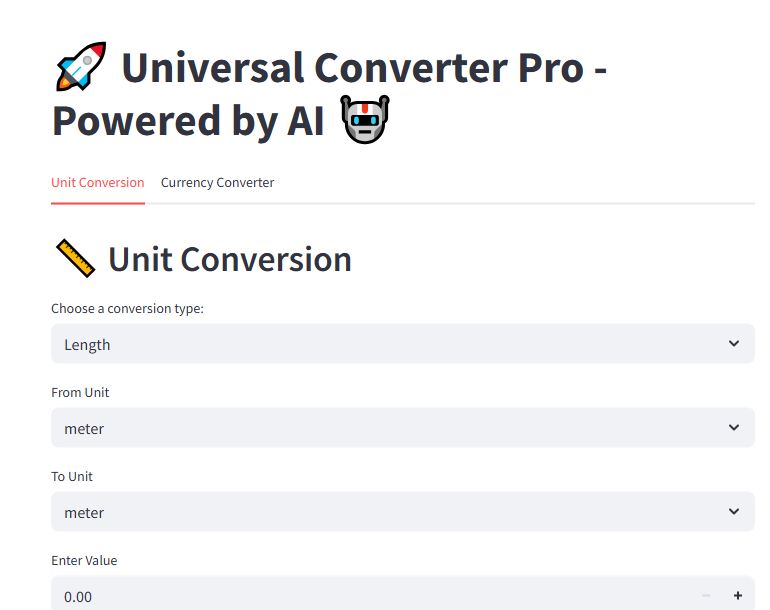 🚀 Universal Converter Pro -
Powered by AI 🤖
Unit Conversion Currency Converter
📏 Unit Conversion
Choose a conversion type:
Length
From Unit
meter
To Unit
meter
Enter Value
0.00 − +